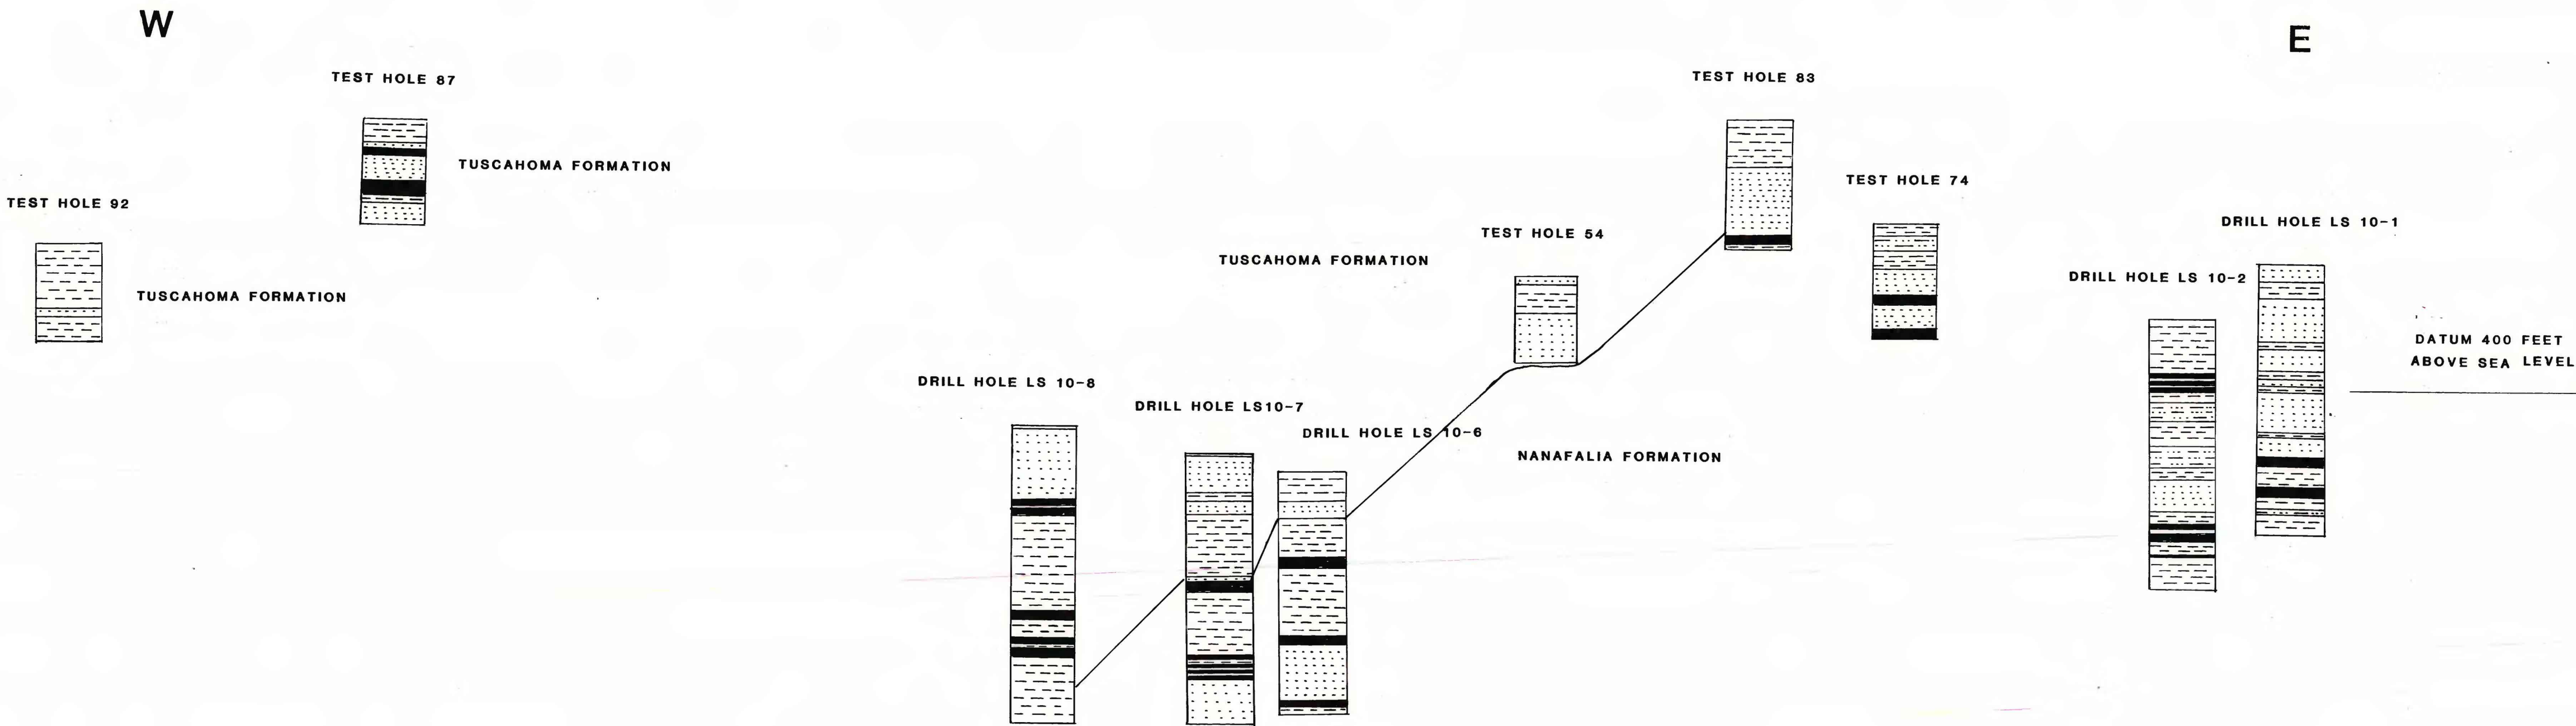 W
E
TEST HOLE 87
TEST HOLE 83
TUSCAHOMA FORMATION
TEST HOLE 74
TEST HOLE 92
DRILL HOLE LS 10-1
TEST HOLE 54
TUSCAHOMA FORMATION
DRILL HOLE LS 10-2
TUSCAHOMA FORMATION
DATUM 400 FEET
ABOVE SEA LEVEL
DRILL HOLE LS 10-8
DRILL HOLE LS10-7
DRILL HOLE LS 10-6
NANAFALIA FORMATION